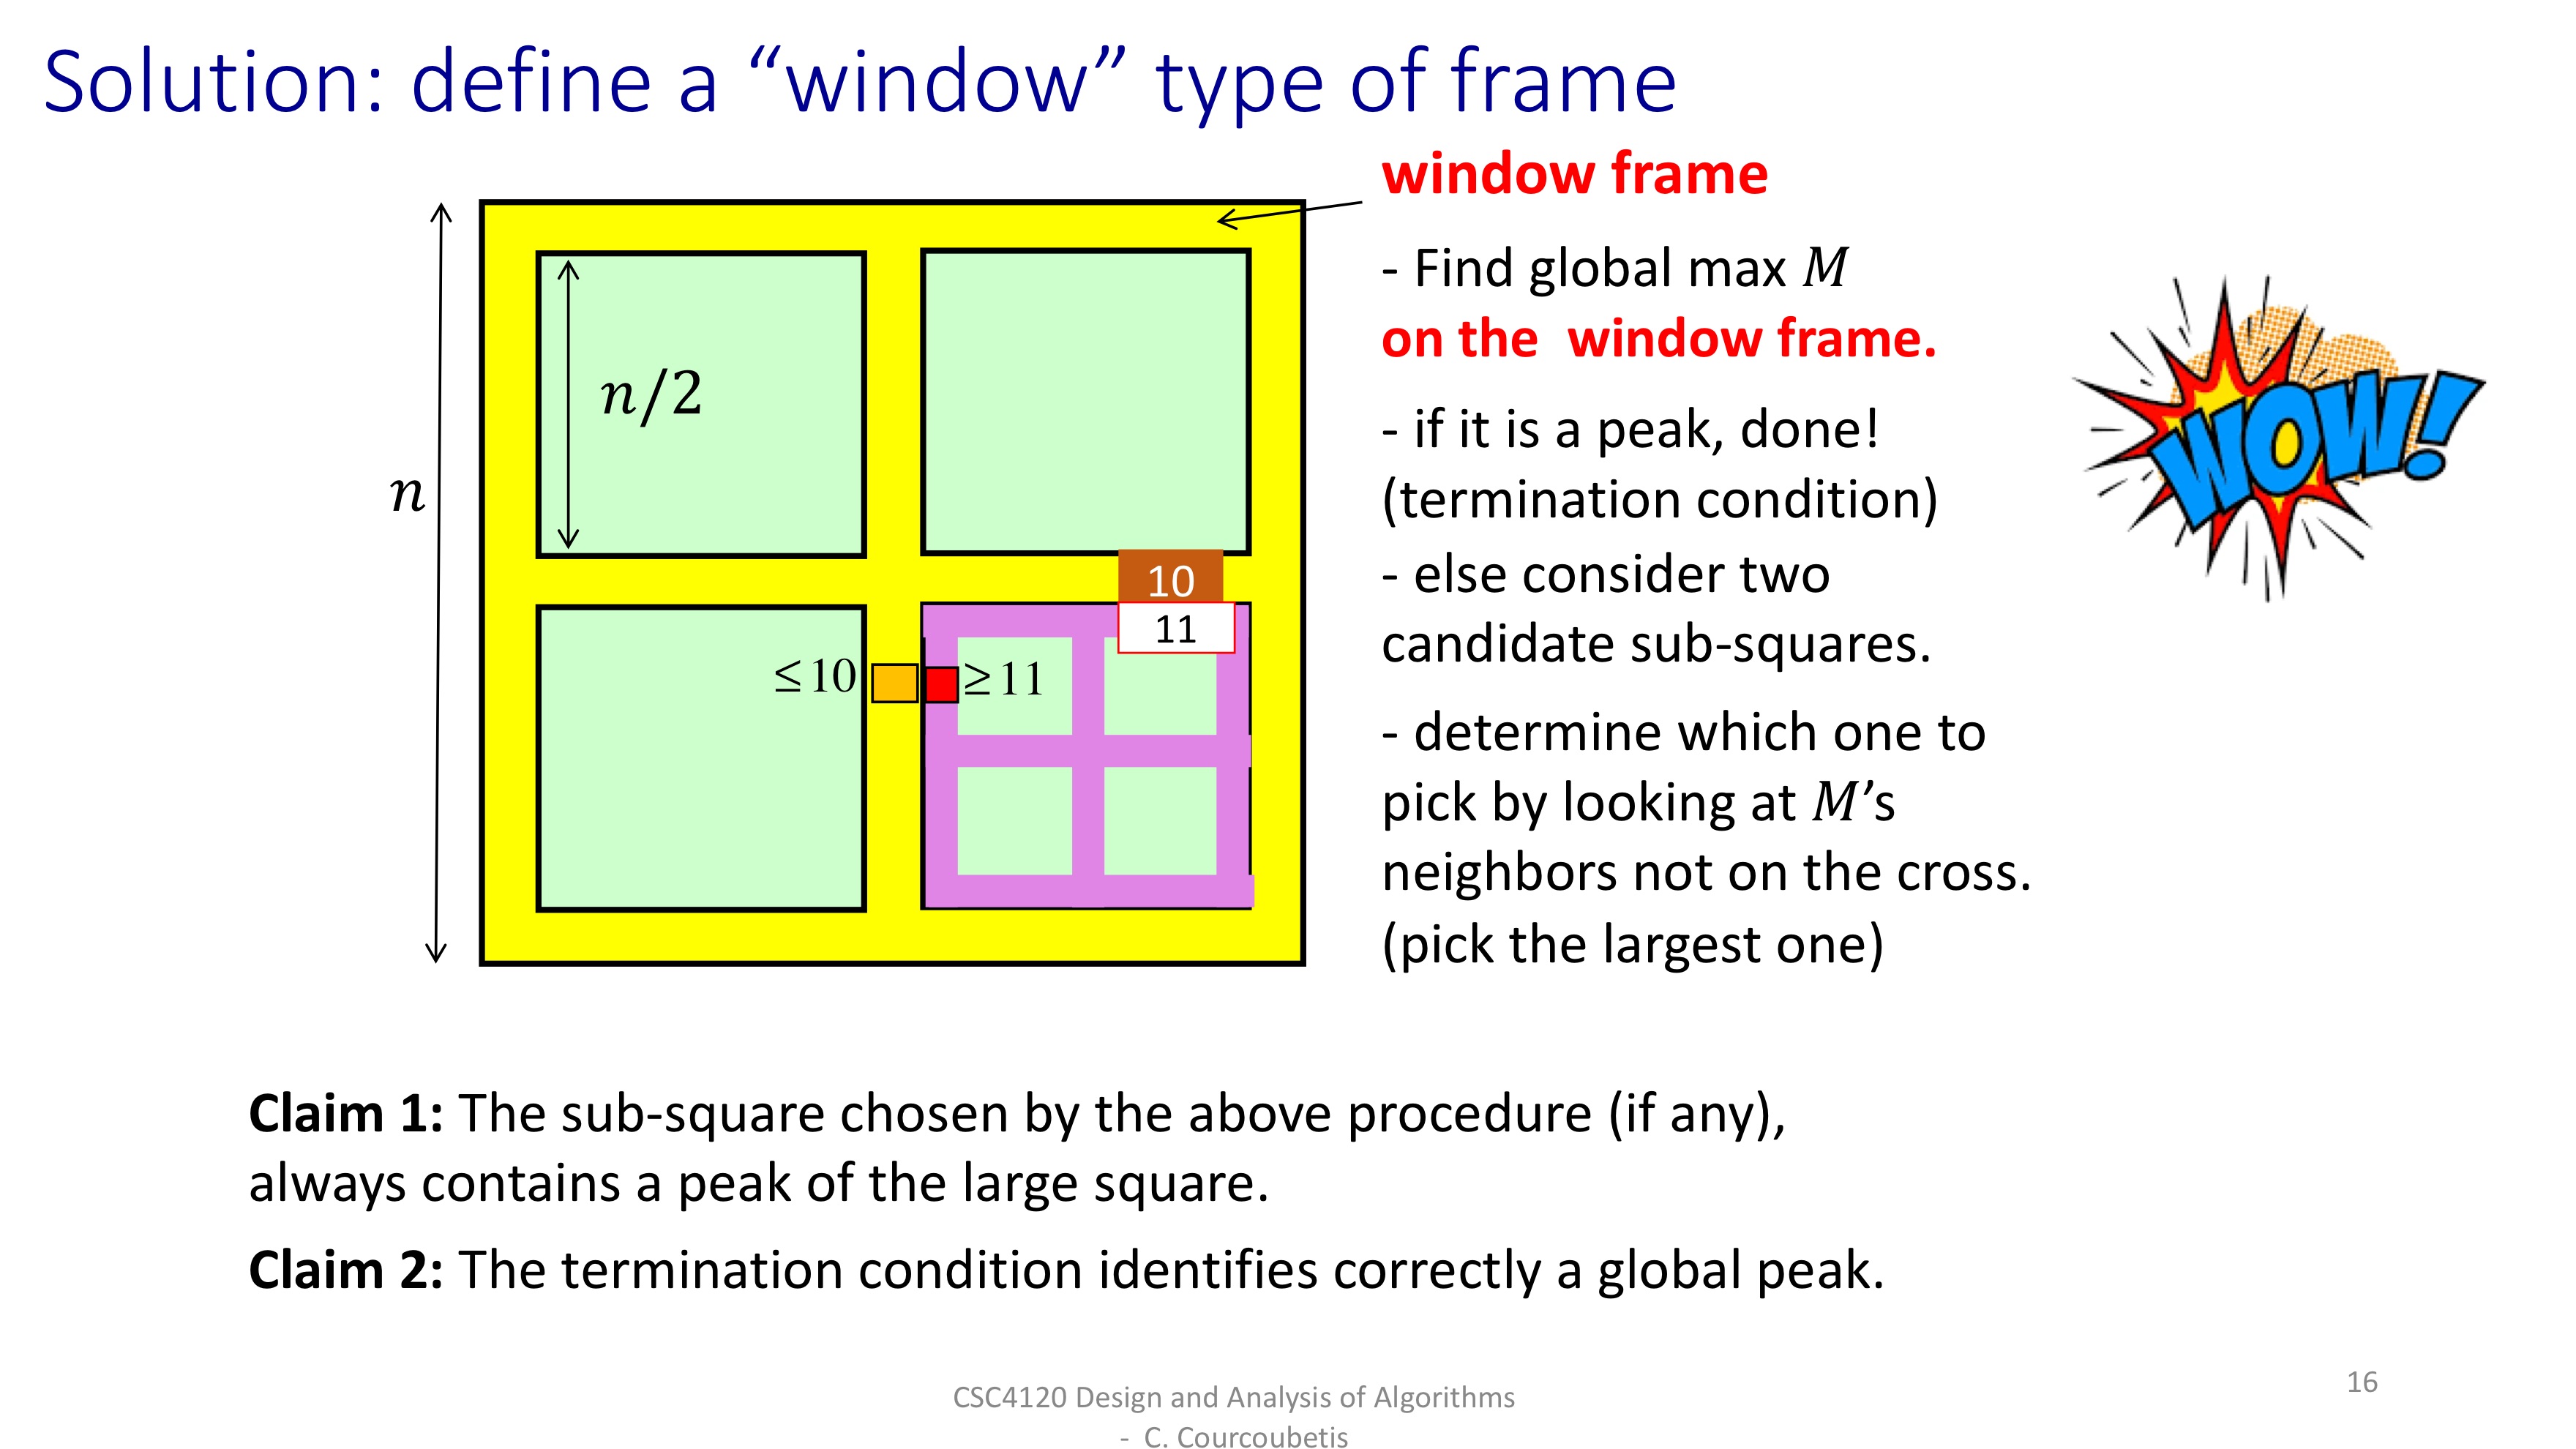 Solution: define a “window” type of frame
window frame
- Find global max M
on the  window frame.
- if it is a peak, done!
(termination condition)
- else consider two
candidate sub-squares.
- determine which one to
pick by looking at M’s
neighbors not on the cross.
(pick the largest one)
WOW!
n
n/2
10
11
≤10
≥11
Claim 1: The sub-square chosen by the above procedure (if any),
always contains a peak of the large square.
Claim 2: The termination condition identifies correctly a global peak.
CSC4120 Design and Analysis of Algorithms
- C. Courcoubetis
16